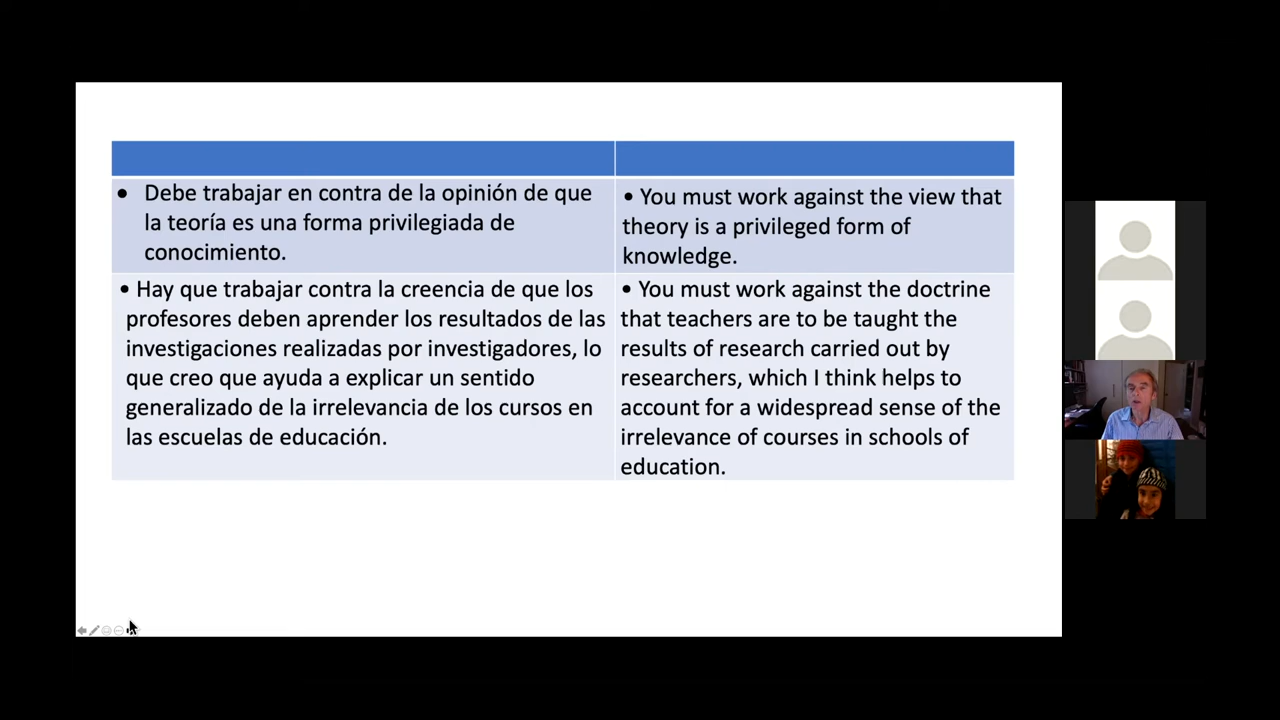 • Debe trabajar en contra de la opinión de que
la teoría es una forma privilegiada de
conocimiento.
• You must work against the view that
theory is a privileged form of
knowledge.
• Hay que trabajar contra la creencia de que los
profesores deben aprender los resultados de las
investigaciones realizadas por investigadores, lo
que creo que ayuda a explicar un sentido
generalizado de la irrelevancia de los cursos en
las escuelas de educación.
• You must work against the doctrine
that teachers are to be taught the
results of research carried out by
researchers, which I think helps to
account for a widespread sense of the
irrelevance of courses in schools of
education.